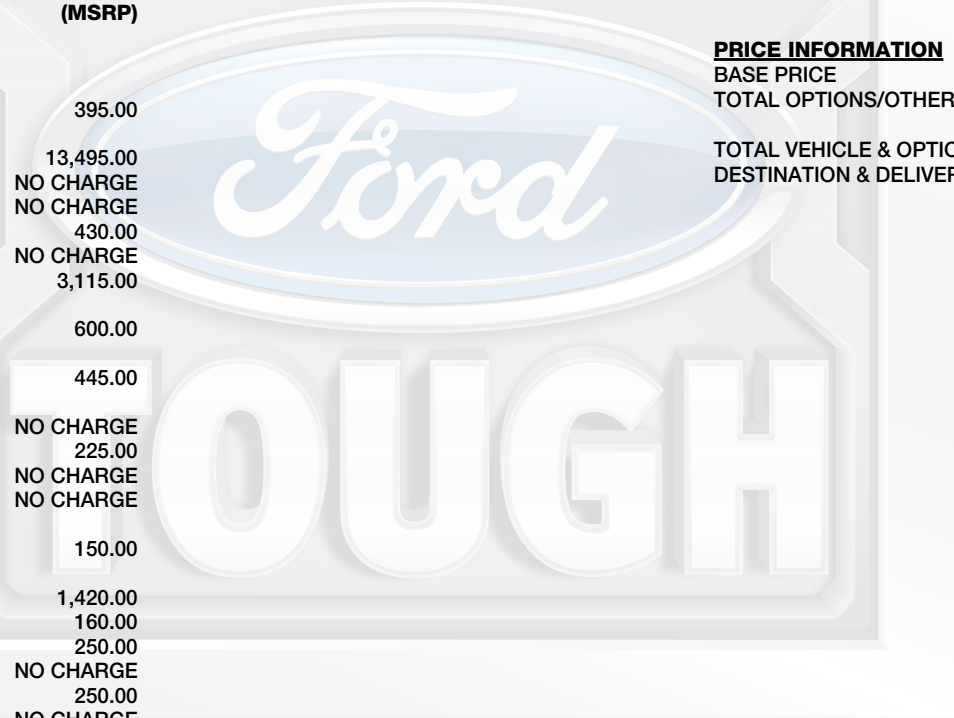 (MSRP)
395.00
13,495.00
NO CHARGE
NO CHARGE
430.00
NO CHARGE
3,115.00
600.00
445.00
NO CHARGE
225.00
NO CHARGE
NO CHARGE
150.00
1,420.00
160.00
250.00
NO CHARGE
250.00
NO CHARGE
PRICE INFORMATION
BASE PRICE
TOTAL OPTIONS/OTHER
TOTAL VEHICLE & OPTIO
DESTINATION & DELIVER
Ford
TOUGH